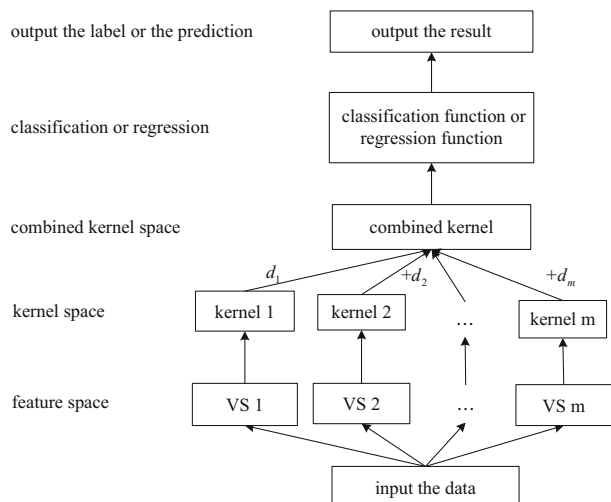 output the label or the prediction
output the result
classification or regression
classification function or
regression function
combined kernel space
combined kernel
d1
+d2
+dm
kernel space
kernel 1
kernel 2
...
kernel m
feature space
VS 1
VS 2
...
VS m
input the data